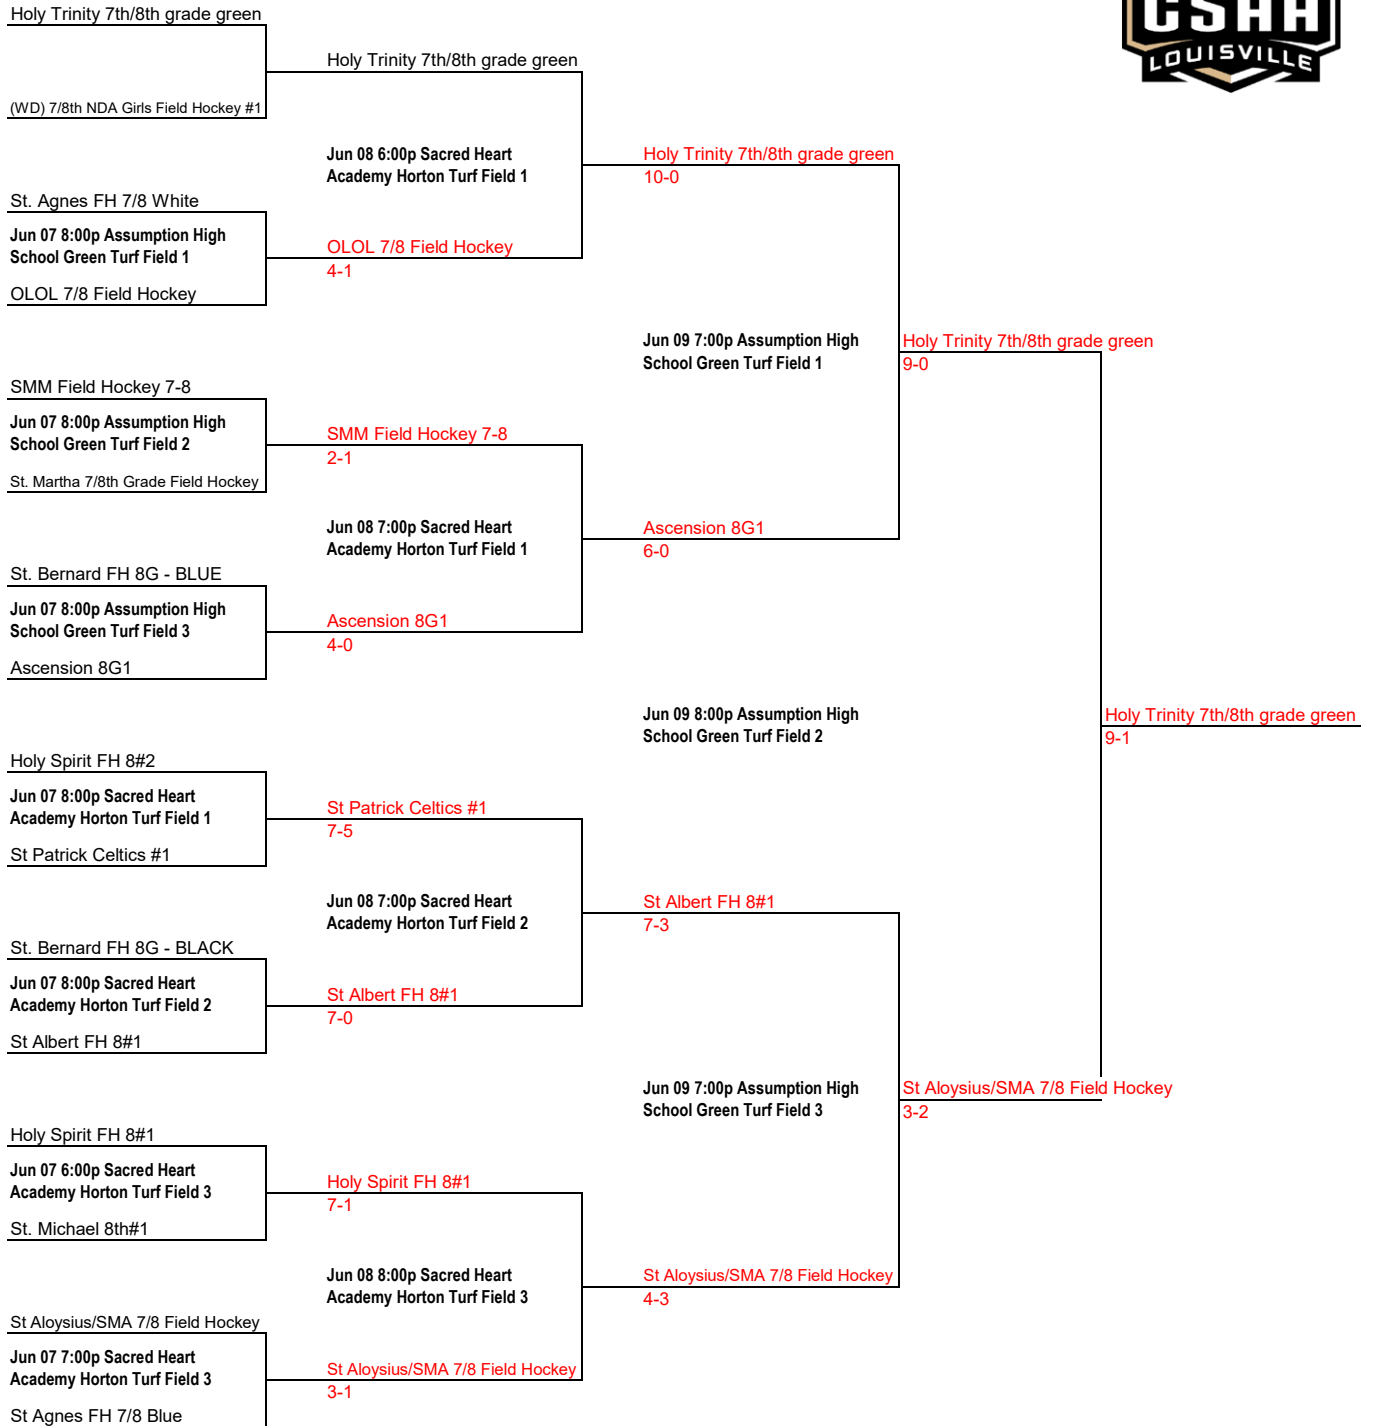 Holy Trinity 7th/8th grade green
CSAA
LOUISVILLE
Holy Trinity 7th/8th grade green
(WD) 7/8th NDA Girls Field Hockey #1
Jun 08 6:00p Sacred Heart
Academy Horton Turf Field 1
Holy Trinity 7th/8th grade green
10-0
St. Agnes FH 7/8 White
Jun 07 8:00p Assumption High
School Green Turf Field 1
OLOL 7/8 Field Hockey
4-1
OLOL 7/8 Field Hockey
Jun 09 7:00p Assumption High
School Green Turf Field 1
Holy Trinity 7th/8th grade green
9-0
SMM Field Hockey 7-8
Jun 07 8:00p Assumption High
School Green Turf Field 2
SMM Field Hockey 7-8
2-1
St. Martha 7/8th Grade Field Hockey
Jun 08 7:00p Sacred Heart
Academy Horton Turf Field 1
Ascension 8G1
6-0
St. Bernard FH 8G - BLUE
Jun 07 8:00p Assumption High
School Green Turf Field 3
Ascension 8G1
4-0
Ascension 8G1
Jun 09 8:00p Assumption High
School Green Turf Field 2
Holy Trinity 7th/8th grade green
9-1
Holy Spirit FH 8#2
Jun 07 8:00p Sacred Heart
Academy Horton Turf Field 1
St Patrick Celtics #1
7-5
St Patrick Celtics #1
Jun 08 7:00p Sacred Heart
Academy Horton Turf Field 2
St Albert FH 8#1
7-3
St. Bernard FH 8G - BLACK
Jun 07 8:00p Sacred Heart
Academy Horton Turf Field 2
St Albert FH 8#1
7-0
St Albert FH 8#1
Jun 09 7:00p Assumption High
School Green Turf Field 3
St Aloysius/SMA 7/8 Field Hockey
3-2
Holy Spirit FH 8#1
Jun 07 6:00p Sacred Heart
Academy Horton Turf Field 3
Holy Spirit FH 8#1
7-1
St. Michael 8th#1
Jun 08 8:00p Sacred Heart
Academy Horton Turf Field 3
St Aloysius/SMA 7/8 Field Hockey
4-3
St Aloysius/SMA 7/8 Field Hockey
Jun 07 7:00p Sacred Heart
Academy Horton Turf Field 3
St Aloysius/SMA 7/8 Field Hockey
3-1
St Agnes FH 7/8 Blue